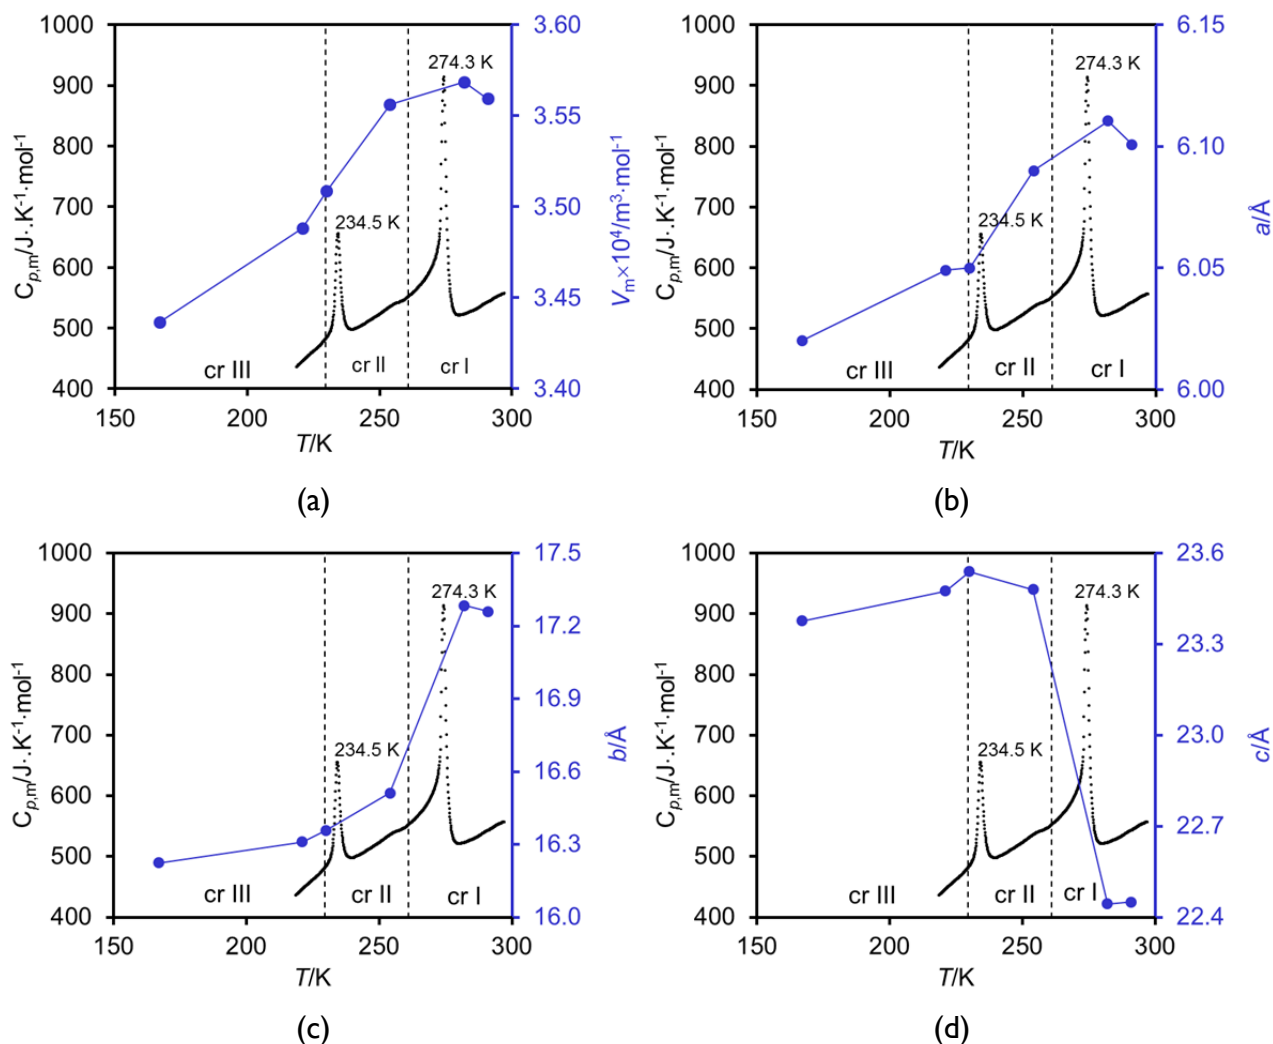 1000
900
800
700
600
500
400
C_p,m/J·.K⁻¹·mol⁻¹
274.3 K
234.5 K
cr III
cr II
cr I
3.60
3.55
3.50
3.45
3.40
V_m×10⁴/m³·mol⁻¹
150
200
250
300
T/K
(a)
1000
900
800
700
600
500
400
C_p,m/J·.K⁻¹·mol⁻¹
274.3 K
234.5 K
cr III
cr II
cr I
6.15
6.10
6.05
6.00
a/Å
150
200
250
300
T/K
(b)
1000
900
800
700
600
500
400
C_p,m/J·.K⁻¹·mol⁻¹
274.3 K
234.5 K
cr III
cr II
cr I
17.5
17.2
16.9
16.6
16.3
16.0
b/Å
150
200
250
300
T/K
(c)
1000
900
800
700
600
500
400
C_p,m/J·.K⁻¹·mol⁻¹
274.3 K
234.5 K
cr III
cr II
cr I
23.6
23.3
23.0
22.7
22.4
c/Å
150
200
250
300
T/K
(d)